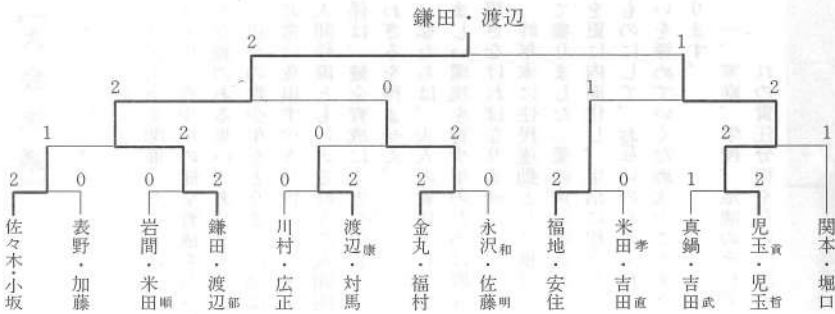 鎌田・渡辺
2 1
2 0 1 2
1 2 0 2 2 1
2 0 0 2 0 2 2 0 2 0 1 2
佐々木・小坂
表野・加藤
岩間・米田順
鎌田・渡辺郁
川村・広正
渡辺康・対馬
金丸・福村
永沢和・佐藤明
福地・安住
米田孝・吉田直
真鍋・吉田武
児玉貢・児玉哲
関本・堀口